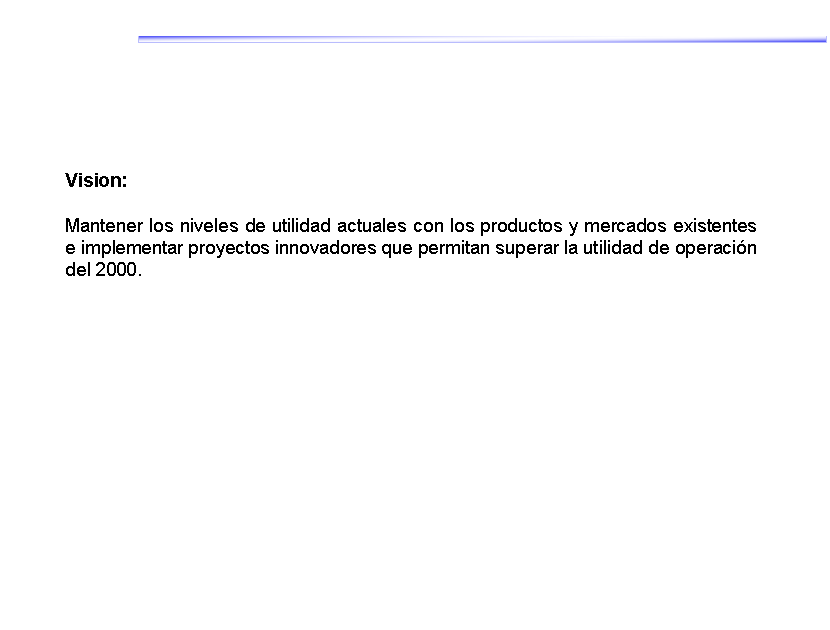 Vision:
Mantener los niveles de utilidad actuales con los productos y mercados existentes
e implementar proyectos innovadores que permitan superar la utilidad de operación
del 2000.